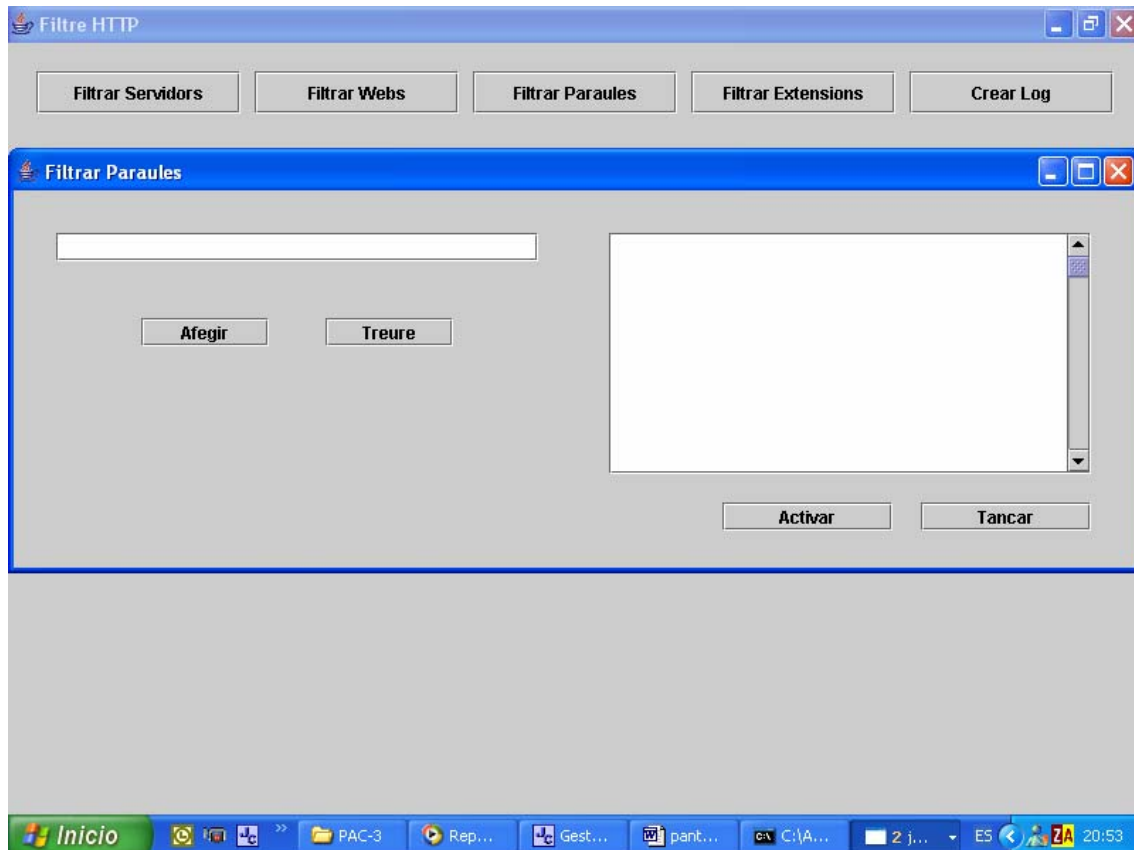 Filtre HTTP
Filtrar Servidors Filtrar Webs Filtrar Paraules Filtrar Extensions Crear Log
Filtrar Paraules
Afegir Treure
Activar Tancar
Inicio » PAC-3 Rep... Gest... pant... C:\A... 2 j... ES ZA 20:53